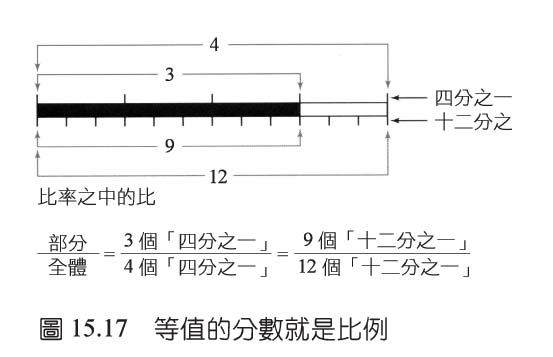 4
3
四分之一
十二分之
9
12
比率之中的比
部分/全體 = 3 個「四分之一」/4 個「四分之一」 = 9 個「十二分之一」/12 個「十二分之一」
圖 15.17 等值的分數就是比例